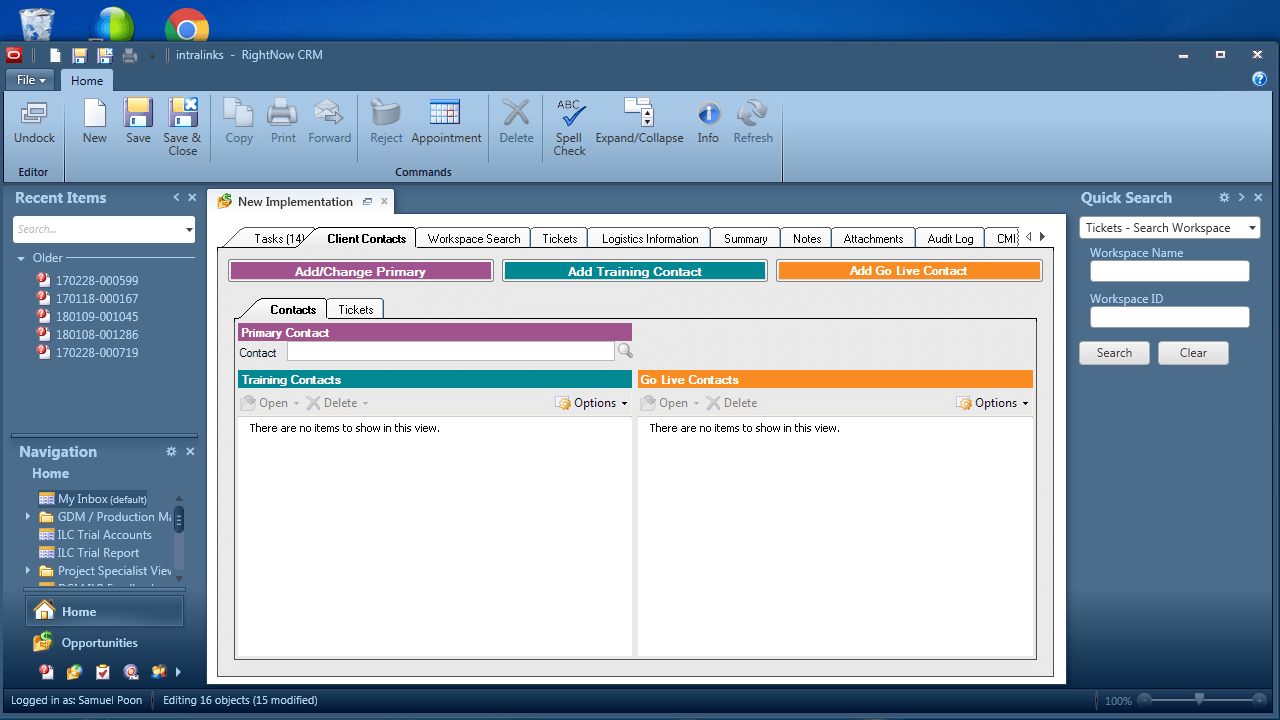 intralinks - RightNow CRM
File
Home
Undock
New
Save
Save & Close
Copy
Print
Forward
Reject
Appointment
Delete
ABC
Spell Check
Expand/Collapse
Info
Refresh
Editor
Commands
Recent Items
Search...
Older
170228-000599
170118-000167
180109-001045
180108-001286
170228-000719
Navigation
Home
My Inbox (default)
GDM / Production Ma
ILC Trial Accounts
ILC Trial Report
Project Specialist View
Home
Opportunities
New Implementation
Tasks (14)
Client Contacts
Workspace Search
Tickets
Logistics Information
Summary
Notes
Attachments
Audit Log
CMI
Add/Change Primary
Add Training Contact
Add Go Live Contact
Contacts
Tickets
Primary Contact
Contact
Training Contacts
Open
Delete
Options
There are no items to show in this view.
Go Live Contacts
Open
Delete
Options
There are no items to show in this view.
Quick Search
Tickets - Search Workspace
Workspace Name
Workspace ID
Search
Clear
Logged in as: Samuel Poon
Editing 16 objects (15 modified)
100%